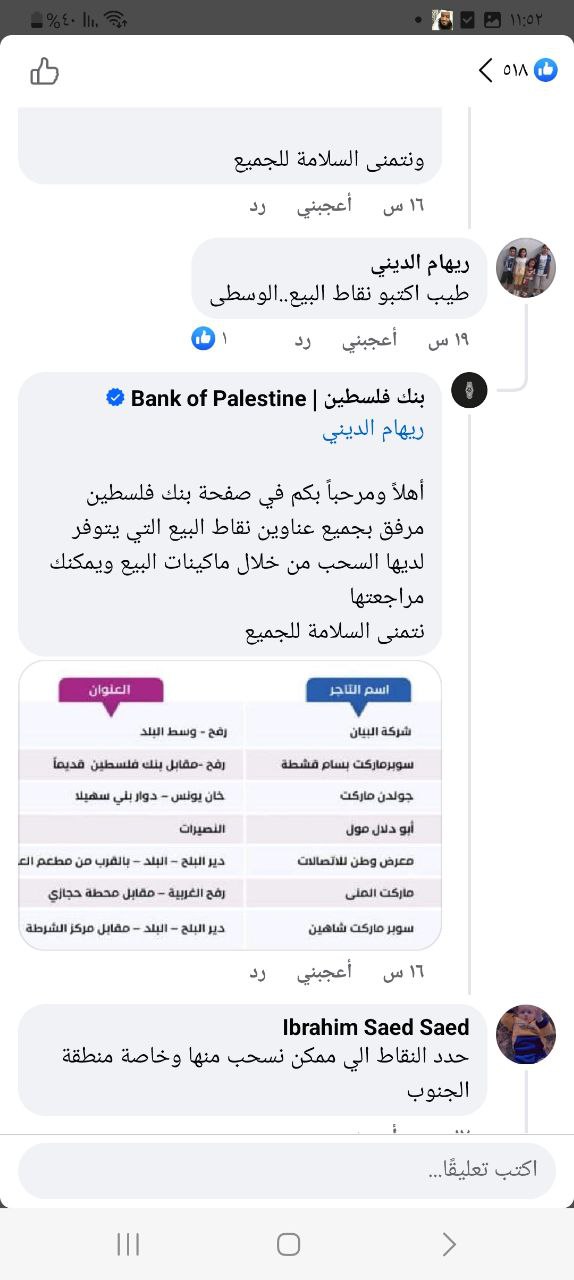 ١١:٥٢
%٤٠
٥١٨
ونتمنى السلامة للجميع
١٦ س أعجبني رد
ريهام الديني
طيب اكتبو نقاط البيع..الوسطى
١٩ س أعجبني رد ١
بنك فلسطين | Bank of Palestine
ريهام الديني
أهلاً ومرحباً بكم في صفحة بنك فلسطين
مرفق بجميع عناوين نقاط البيع التي يتوفر
لديها السحب من خلال ماكينات البيع ويمكنك
مراجعتها
نتمنى السلامة للجميع
اسم التاجر العنوان
شركة البيان رفح - وسط البلد
سوبرماركت بسام قشطة رفح -مقابل بنك فلسطين قديماً
جولدن ماركت خان يونس – دوار بني سهيلا
أبو دلال مول النصيرات
معرض وطن للاتصالات دير البلح – البلد – بالقرب من مطعم
ماركت المنى رفح الغربية – مقابل محطة حجازي
سوبر ماركت شاهين دير البلح – البلد – مقابل مركز الشرطة
١٦ س أعجبني رد
Ibrahim Saed Saed
حدد النقاط الي ممكن نسحب منها وخاصة منطقة
الجنوب
اكتب تعليقًا...